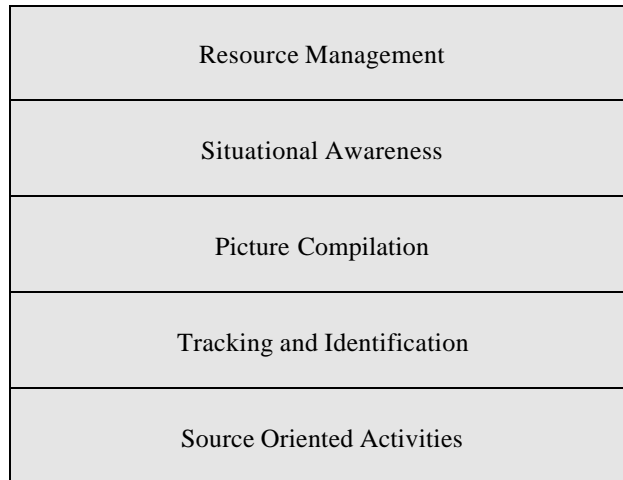 Resource Management
Situational Awareness
Picture Compilation
Tracking and Identification
Source Oriented Activities